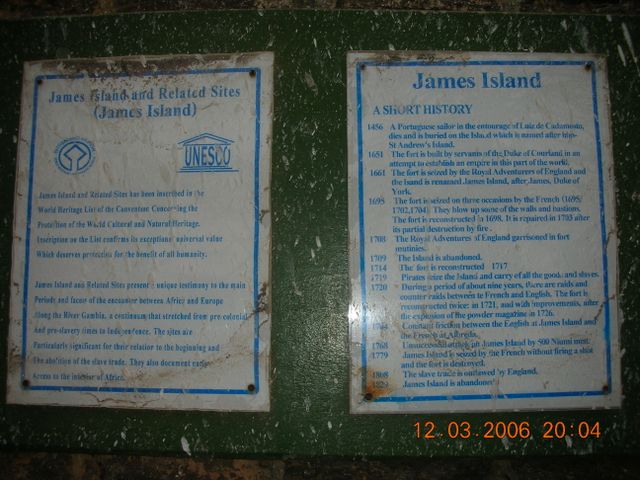 James Island and Related Sites
(James Island)
UNESCO
James Island and Related Sites has been inscribed in the
World Heritage List of the Convention Concerning the
Protection of the World Cultural and Natural Heritage.
Inscription on the List confirms its exceptional universal value
Which deserves protection for the benefit of all humanity.
James Island and Related Sites present unique testimony to the main
Periods and faces of the encounter between Africa and Europe
Along the River Gambia, a continuum that stretched from pre-colonial
And pre-slavery times to Independence. The sites are
Particularly significant for their relation to the beginning and
The abolition of the slave trade. They also document early
Access to the interior of Africa.
James Island
A SHORT HISTORY
1456 A Portuguese sailor in the entourage of Luiz de Cadamosto,
dies and is buried on the Island which is named after him-
St Andrew's Island.
1651 The fort is built by servants of the Duke of Courland in an
attempt to establish an empire in this part of the world.
1661 The fort is seized by the Royal Adventurers of England and
the island is renamed James Island, after James, Duke of
York.
1695 The fort is seized on three occasions by the French (1695/
1702,1704) They blow up some of the walls and bastions.
The fort is reconstructed in 1698. It is repaired in 1703 after
its partial destruction by fire.
1708 The Royal Adventures of England garrisoned in fort
mutinies.
1709 The Island is abandoned.
1714 The fort is reconstructed 1717
1719 Pirates seize the Island and carry of all the goods and slaves.
1720 During a period of about nine years, there are raids and
counter raids between te French and English. The fort is
reconstructed twice: in 1721, and with improvements, after
the explosion of the powder magazine in 1726.
Constant friction between the English at James Island and
the French at Albreda.
1768 Unsuccessful attack on James Island by 500 Niumi men.
1779 James Island is seized by the French without firing a shot
and the fort is destroyed.
1808 The slave trade is outlawed by England.
1829 James Island is abandoned
12.03.2006 20:04